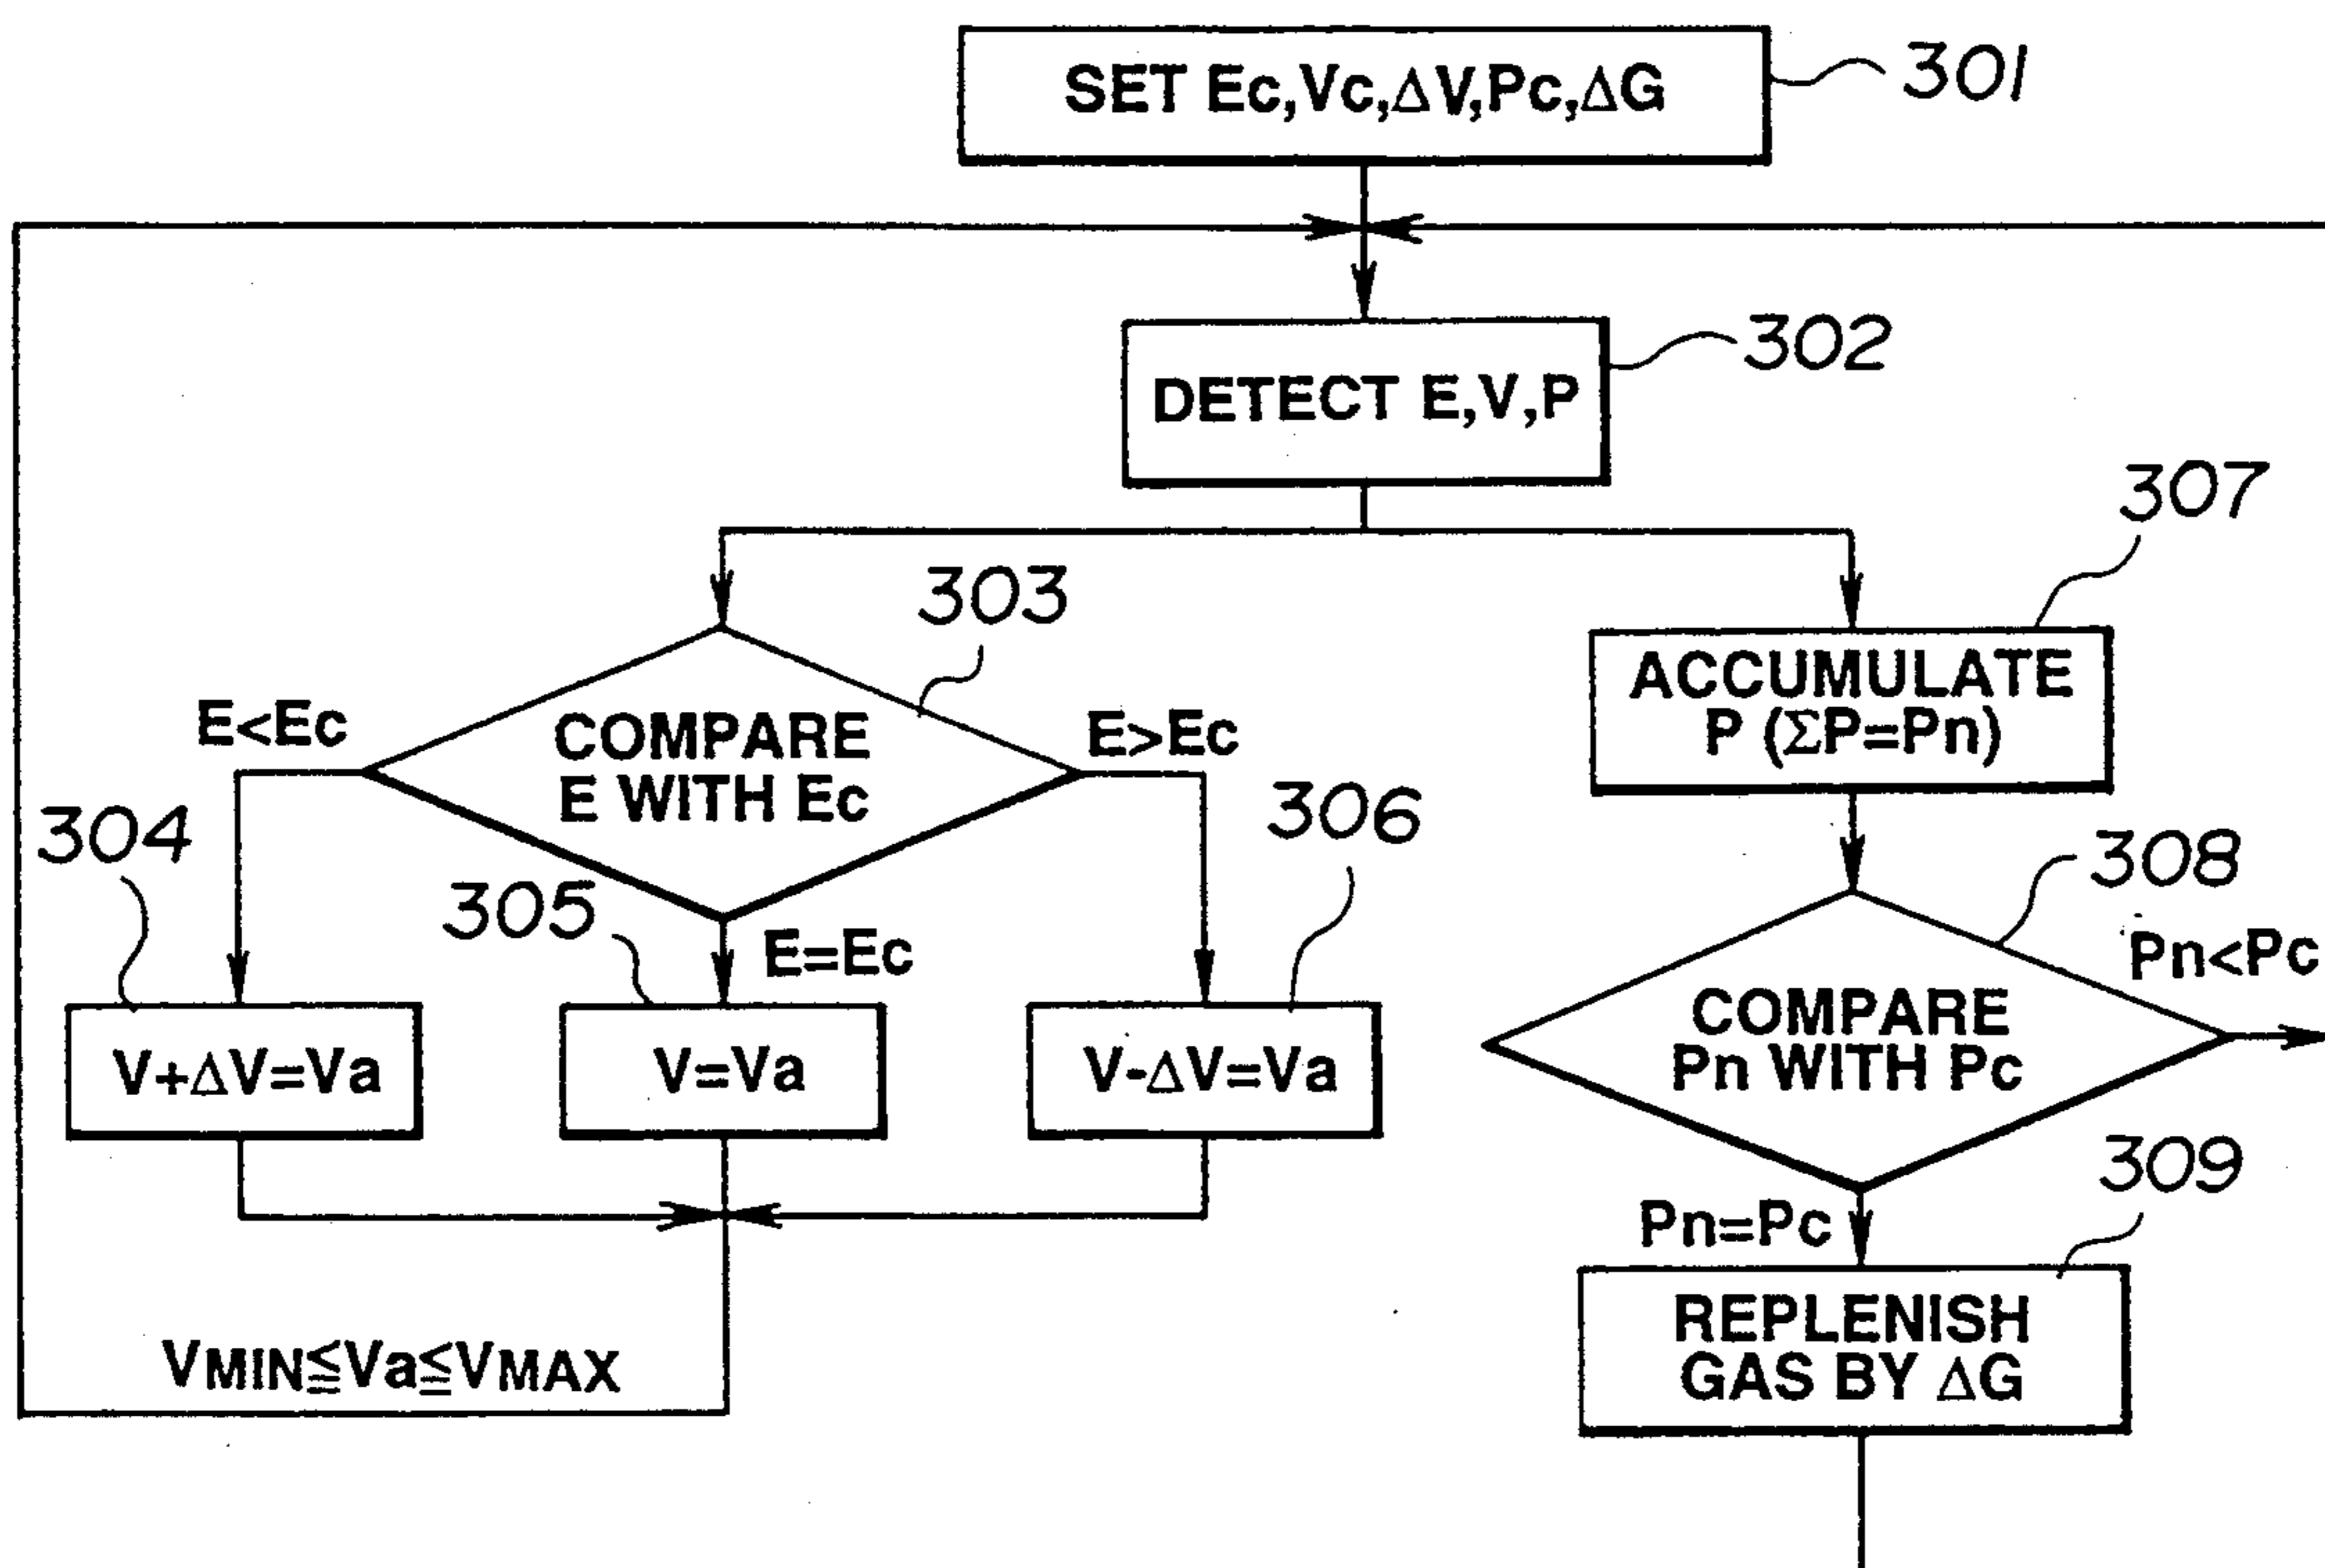 SET Ec,Vc,ΔV,Pc,ΔG
301
DETECT E,V,P
302
307
303
ACCUMULATE
P (ΣP=Pn)
E<Ec
COMPARE
E WITH Ec
E>Ec
304
305
306
308
E=Ec
Pn<Pc
V+ΔV=Va
V=Va
V-ΔV=Va
COMPARE
Pn WITH Pc
309
Pn=Pc
VMIN≦Va≦VMAX
REPLENISH
GAS BY ΔG